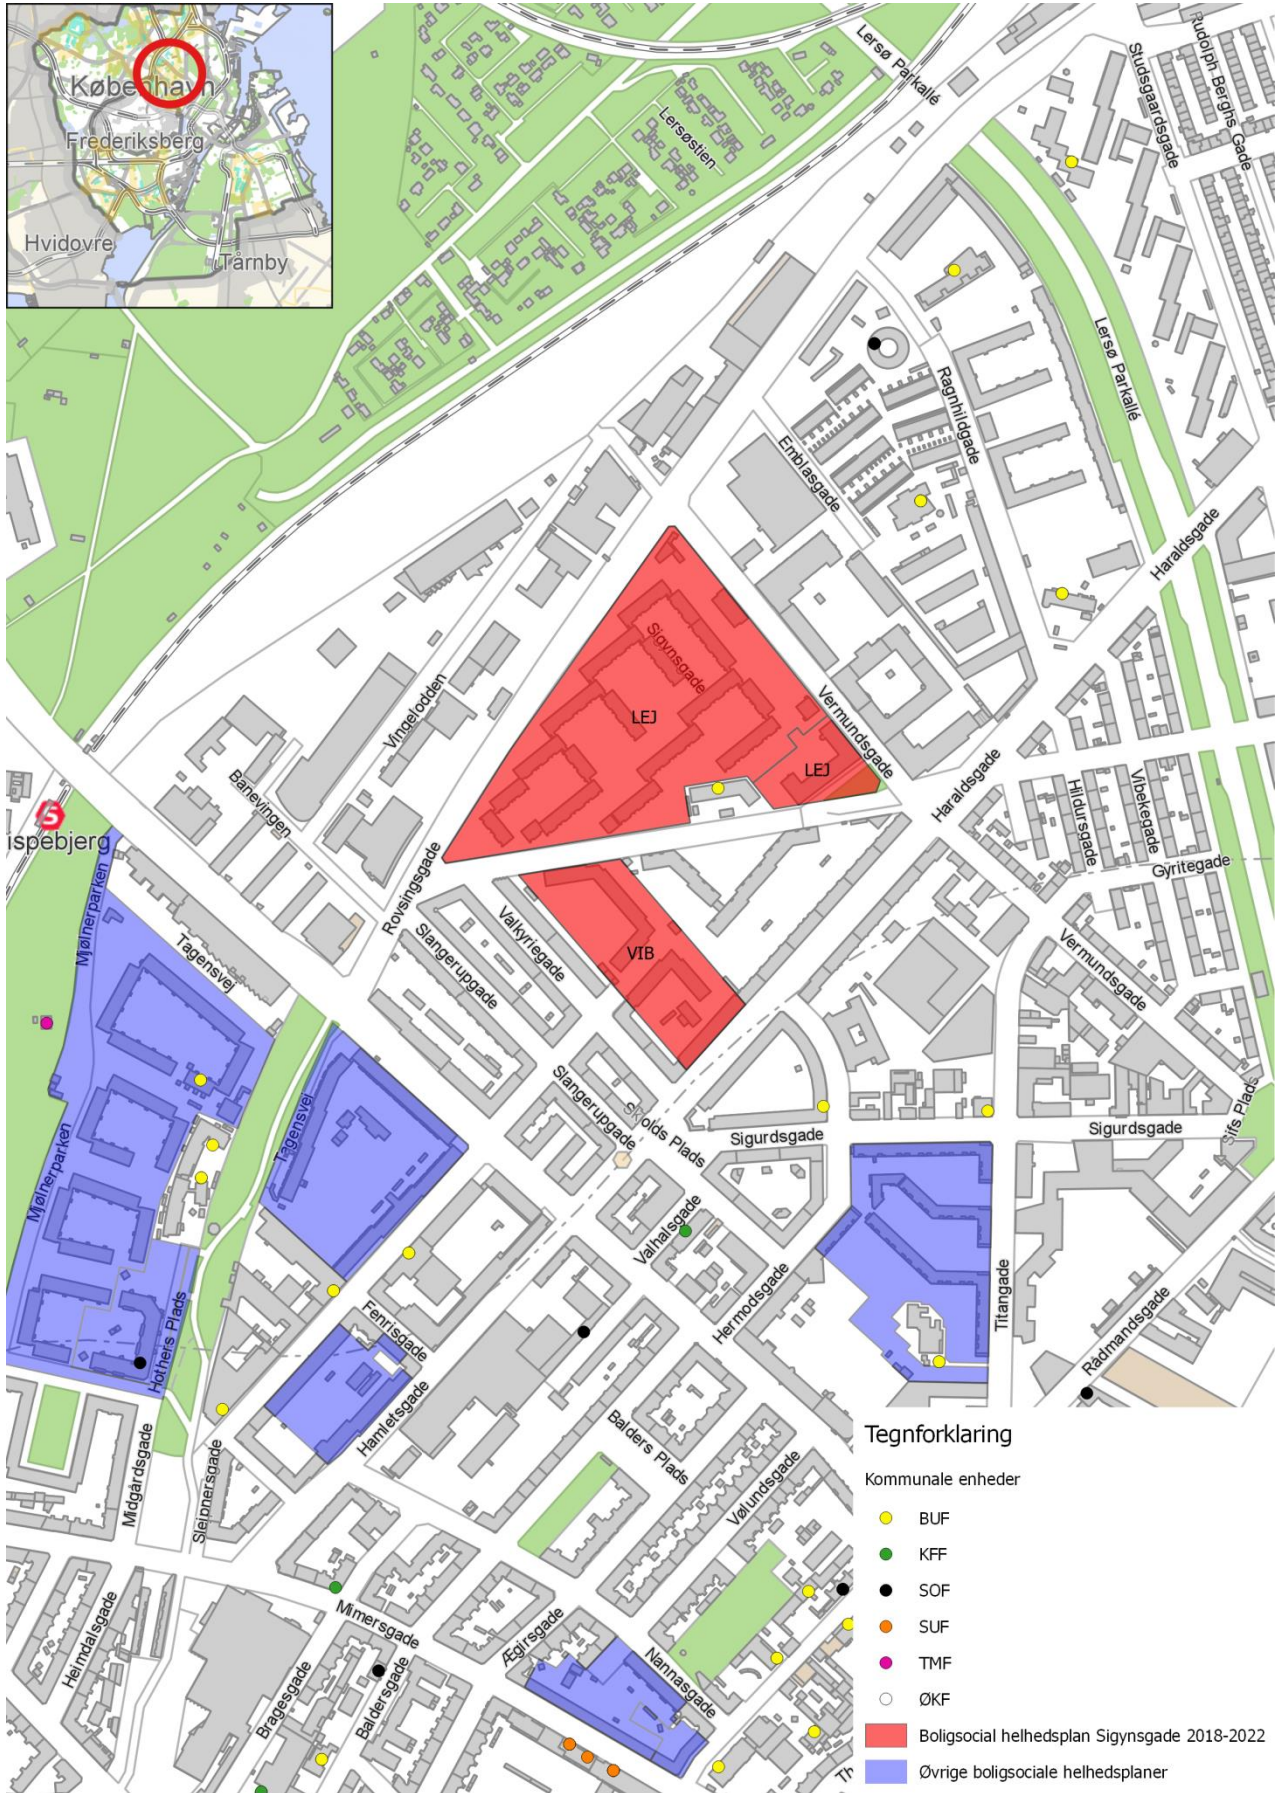 København
Frederiksberg
Hvidovre
Tårnby
Lersø Parkallé
Lersøstien
Studsgaardsgade
Rudolph Berghs Gade
Lersø Parkallé
Ragnhildgade
Emblasgade
Haraldsgade
Sigynsgade
LEJ
Vermundsgade
LEJ
Vingelodden
Banevingen
Haraldsgade
Hildursgade
Vibekegade
Gyritegade
ispebjerg
Mjølnerparken
Tagensvej
Rovsingsgade
Slangerupgade
Valkyriegade
VIB
Vermundsgade
Tagensvej
Mjølnerparken
Slangerupgade
Skolds Plads
Sigurdsgade
Sigurdsgade
Sifs Plads
Valhalsgade
Hermodsgade
Titangade
Rådmandsgade
Hothers Plads
Fenrisgade
Hamletsgade
Midgårdsgade
Sleipnersgade
Balders Plads
Vølundsgade
Heimdalsgade
Mimersgade
Ægirsgade
Nannasgade
Bragesgade
Baldersgade
Th
Tegnforklaring
Kommunale enheder
BUF
KFF
SOF
SUF
TMF
ØKF
Boligsocial helhedsplan Sigynsgade 2018-2022
Øvrige boligsociale helhedsplaner